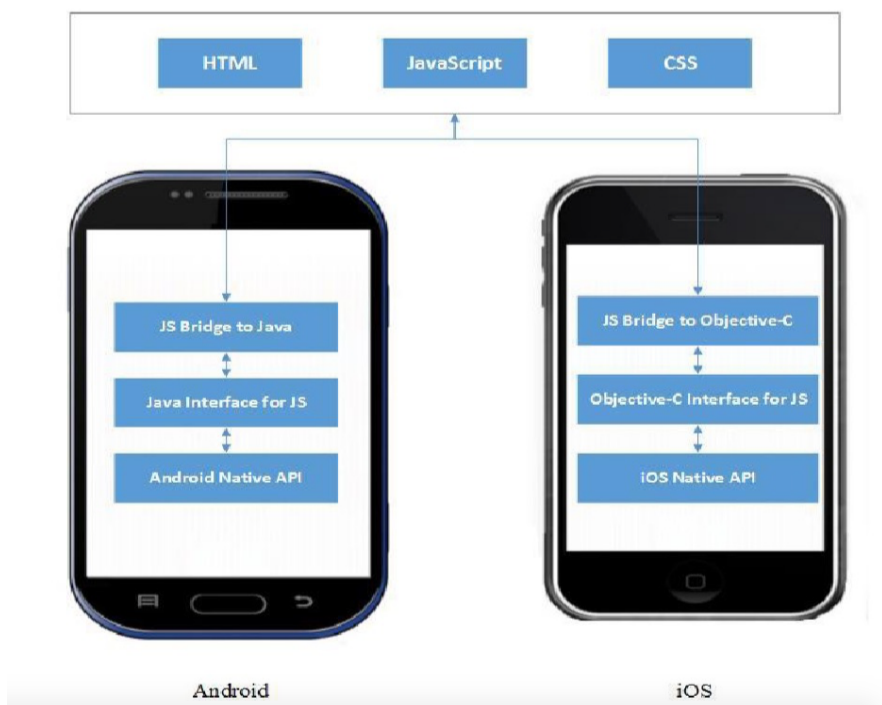 HTML
JavaScript
CSS
JS Bridge to Java
Java Interface for JS
Android Native API
JS Bridge to Objective-C
Objective-C Interface for JS
iOS Native API
Android
iOS